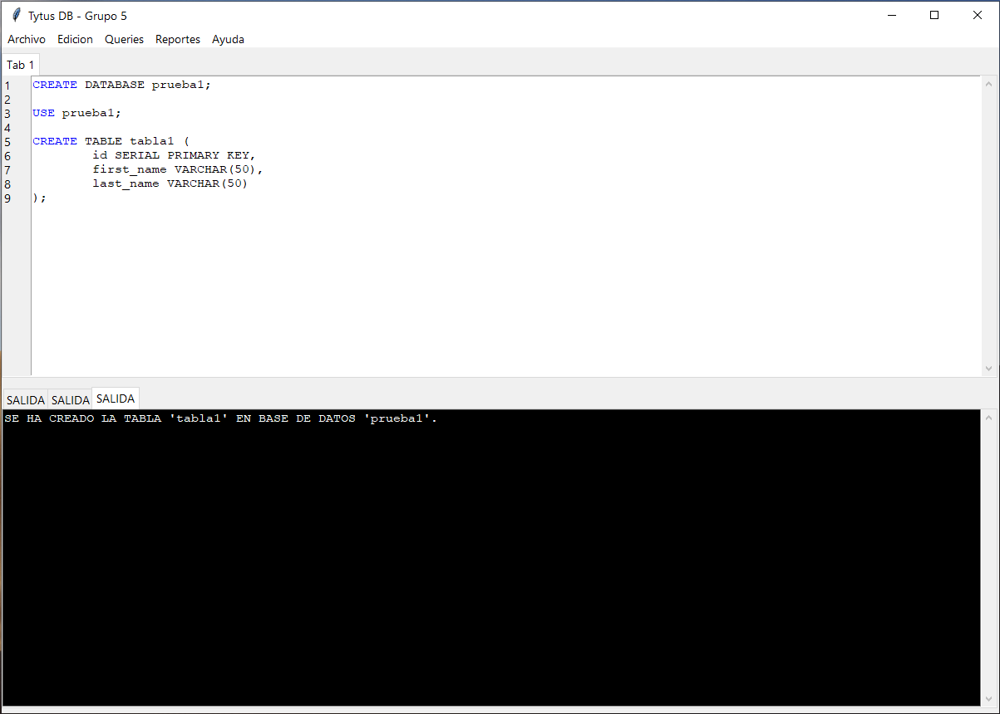 Tytus DB - Grupo 5
Archivo Edicion Queries Reportes Ayuda
Tab 1
1 CREATE DATABASE prueba1;
2
3 USE prueba1;
4
5 CREATE TABLE tabla1 (
6 id SERIAL PRIMARY KEY,
7 first_name VARCHAR(50),
8 last_name VARCHAR(50)
9 );
SALIDA SALIDA SALIDA
SE HA CREADO LA TABLA 'tabla1' EN BASE DE DATOS 'prueba1'.